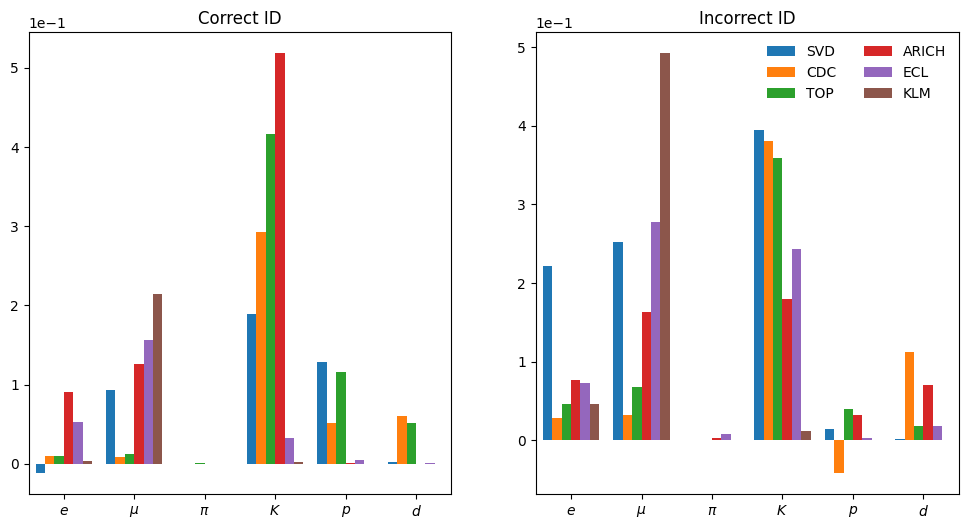 Correct ID
1e−1
5
4
3
2
1
0
e μ π K p d
Incorrect ID
1e−1
5
4
3
2
1
0
e μ π K p d
SVD
CDC
TOP
ARICH
ECL
KLM